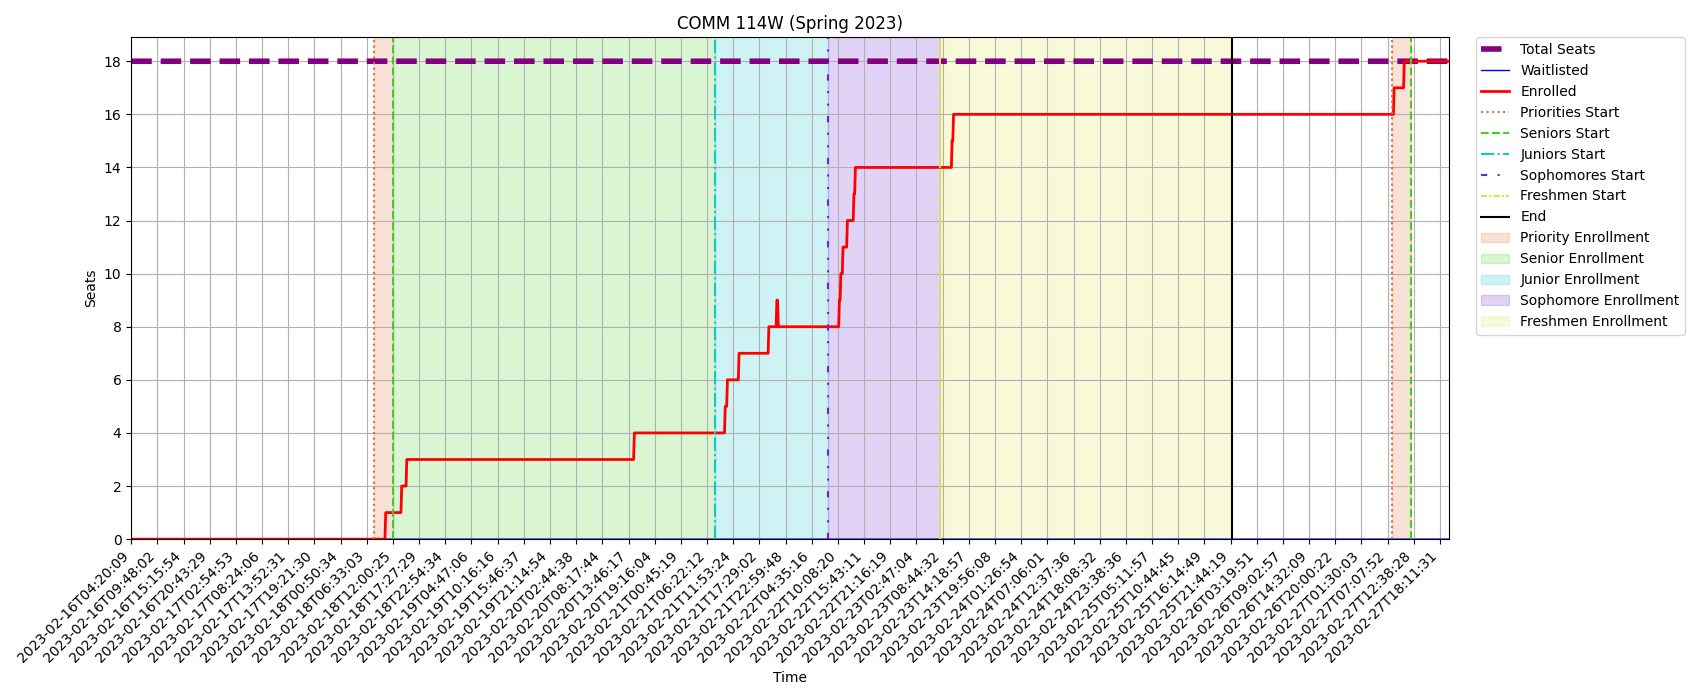 COMM 114W (Spring 2023)
Seats
18
16
14
12
10
8
6
4
2
0
2023-02-16T04:20:09
2023-02-16T09:48:02
2023-02-16T15:15:54
2023-02-16T20:43:29
2023-02-17T02:54:53
2023-02-17T08:24:06
2023-02-17T13:52:31
2023-02-17T19:21:30
2023-02-18T00:50:34
2023-02-18T06:33:03
2023-02-18T12:00:25
2023-02-18T17:27:29
2023-02-18T22:54:34
2023-02-19T04:47:06
2023-02-19T10:16:16
2023-02-19T15:46:37
2023-02-19T21:14:54
2023-02-20T02:44:38
2023-02-20T08:17:44
2023-02-20T13:46:17
2023-02-20T19:16:04
2023-02-21T00:45:19
2023-02-21T06:22:12
2023-02-21T11:53:24
2023-02-21T17:29:02
2023-02-21T22:59:48
2023-02-22T04:35:16
2023-02-22T10:08:20
2023-02-22T15:43:11
2023-02-22T21:16:19
2023-02-23T02:47:04
2023-02-23T08:44:32
2023-02-23T14:18:57
2023-02-23T19:56:08
2023-02-24T01:26:54
2023-02-24T07:06:01
2023-02-24T12:37:36
2023-02-24T18:08:32
2023-02-24T23:38:36
2023-02-25T05:11:57
2023-02-25T10:44:45
2023-02-25T16:14:49
2023-02-25T21:44:19
2023-02-26T03:19:51
2023-02-26T09:02:57
2023-02-26T14:32:09
2023-02-26T20:00:22
2023-02-27T01:30:03
2023-02-27T07:07:52
2023-02-27T12:38:28
2023-02-27T18:11:31
Time
Total Seats
Waitlisted
Enrolled
Priorities Start
Seniors Start
Juniors Start
Sophomores Start
Freshmen Start
End
Priority Enrollment
Senior Enrollment
Junior Enrollment
Sophomore Enrollment
Freshmen Enrollment